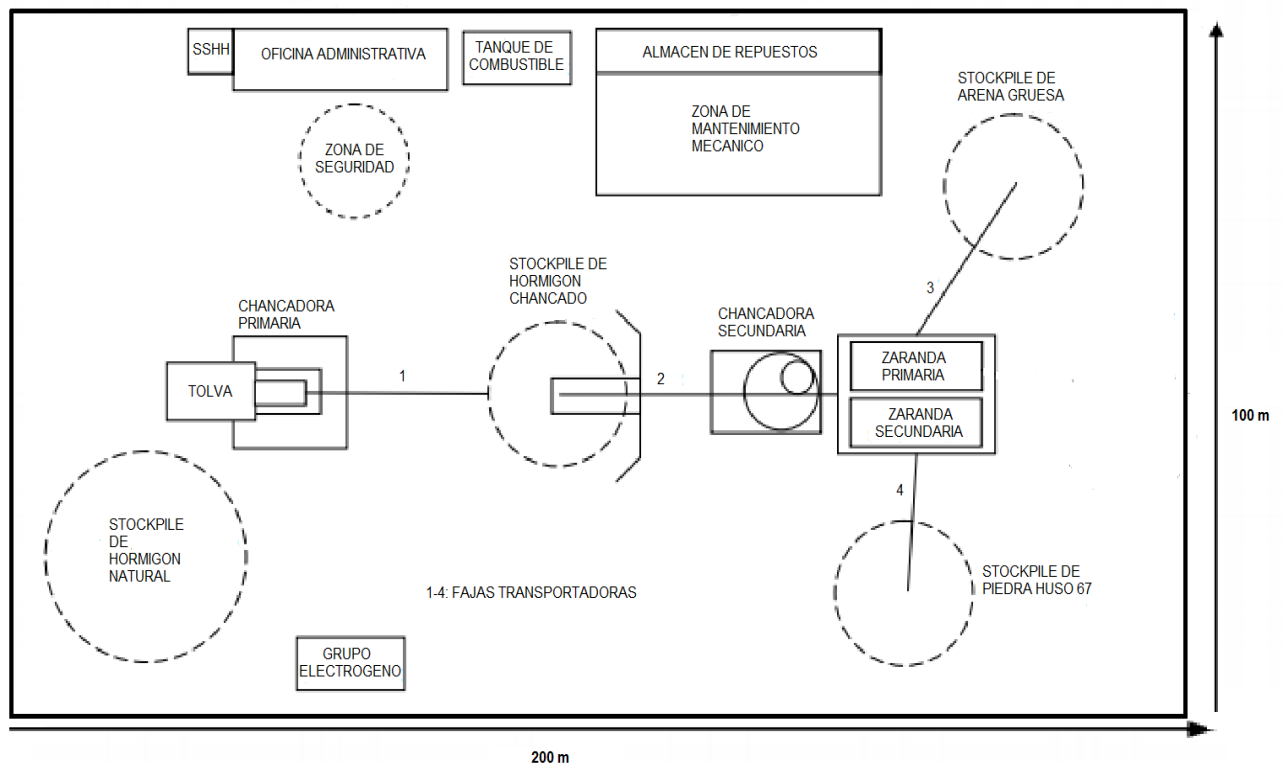 SSHH
OFICINA ADMINISTRATIVA
TANQUE DE
COMBUSTIBLE
ALMACEN DE REPUESTOS
ZONA DE
MANTENIMIENTO
MECANICO
STOCKPILE DE
ARENA GRUESA
ZONA DE
SEGURIDAD
STOCKPILE DE
HORMIGON
CHANCADO
3
CHANCADORA
PRIMARIA
CHANCADORA
SECUNDARIA
TOLVA
1
2
ZARANDA
PRIMARIA
ZARANDA
SECUNDARIA
100 m
4
STOCKPILE
DE
HORMIGON
NATURAL
1-4: FAJAS TRANSPORTADORAS
STOCKPILE DE
PIEDRA HUSO 67
GRUPO
ELECTROGENO
200 m